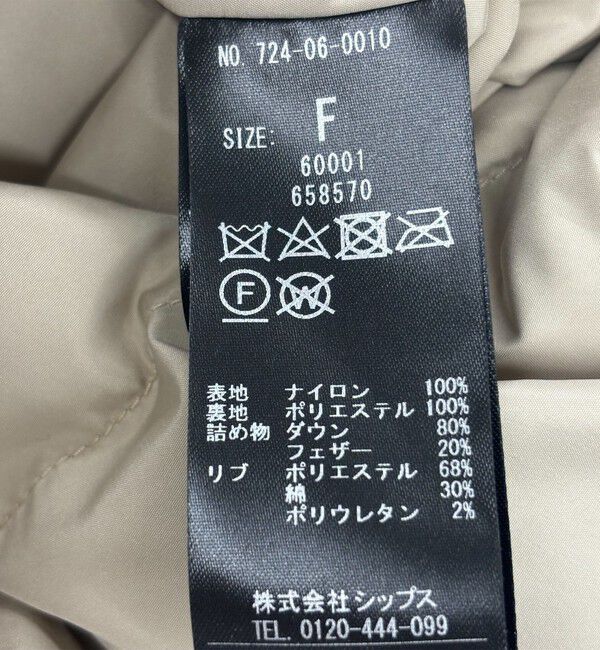 NO. 724-06-0010
SIZE: F
60001
658570
F W
表地 ナイロン 100%
裏地 ポリエステル 100%
詰め物 ダウン 80%
フェザー 20%
リブ ポリエステル 68%
綿 30%
ポリウレタン 2%
株式会社シップス
TEL. 0120-444-099